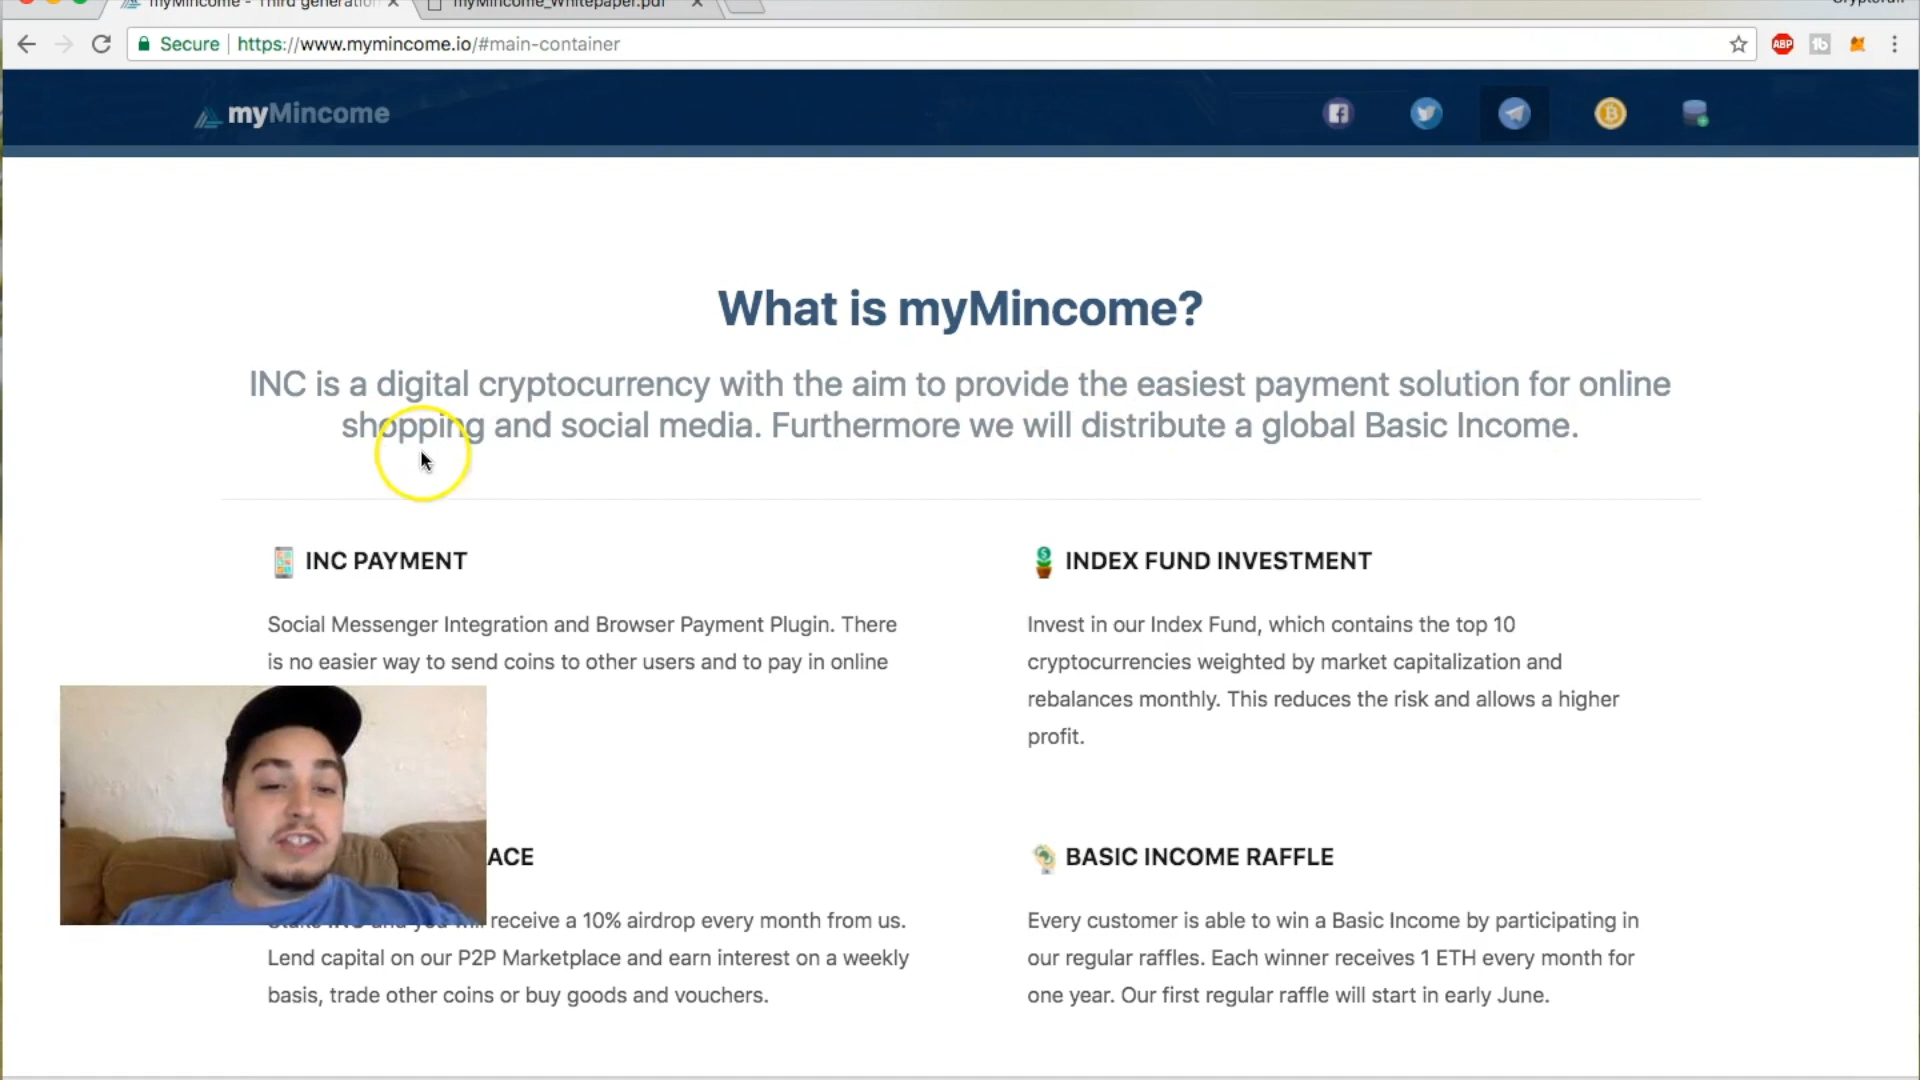 myMincome - Third generation
myMincome_Whitepaper.pdf
Secure
https://www.mymincome.io/#main-container
ABP
myMincome
What is myMincome?
INC is a digital cryptocurrency with the aim to provide the easiest payment solution for online
shopping and social media. Furthermore we will distribute a global Basic Income.
INC PAYMENT
Social Messenger Integration and Browser Payment Plugin. There
is no easier way to send coins to other users and to pay in online
INDEX FUND INVESTMENT
Invest in our Index Fund, which contains the top 10
cryptocurrencies weighted by market capitalization and
rebalances monthly. This reduces the risk and allows a higher
profit.
ACE
Stake INC and you will receive a 10% airdrop every month from us.
Lend capital on our P2P Marketplace and earn interest on a weekly
basis, trade other coins or buy goods and vouchers.
BASIC INCOME RAFFLE
Every customer is able to win a Basic Income by participating in
our regular raffles. Each winner receives 1 ETH every month for
one year. Our first regular raffle will start in early June.